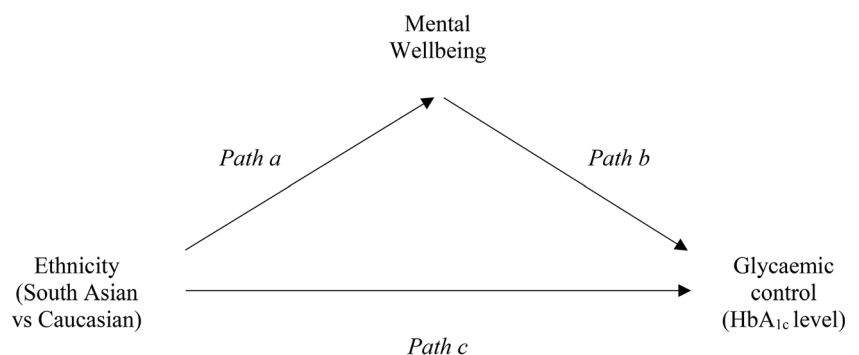 Mental
Wellbeing
Path a
Path b
Ethnicity
(South Asian
vs Caucasian)
Glycaemic
control
(HbA1c level)
Path c